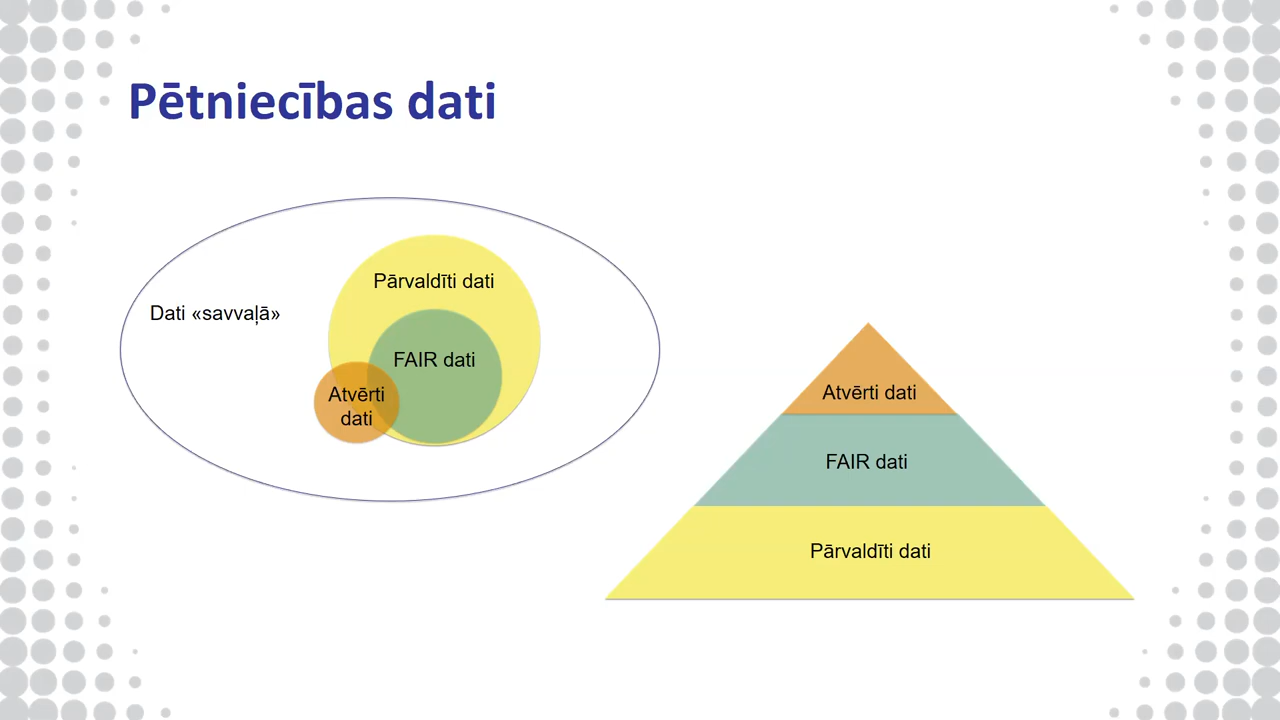 Pētniecības dati
Dati «savvaļā»
Pārvaldīti dati
FAIR dati
Atvērti
dati
Atvērti dati
FAIR dati
Pārvaldīti dati